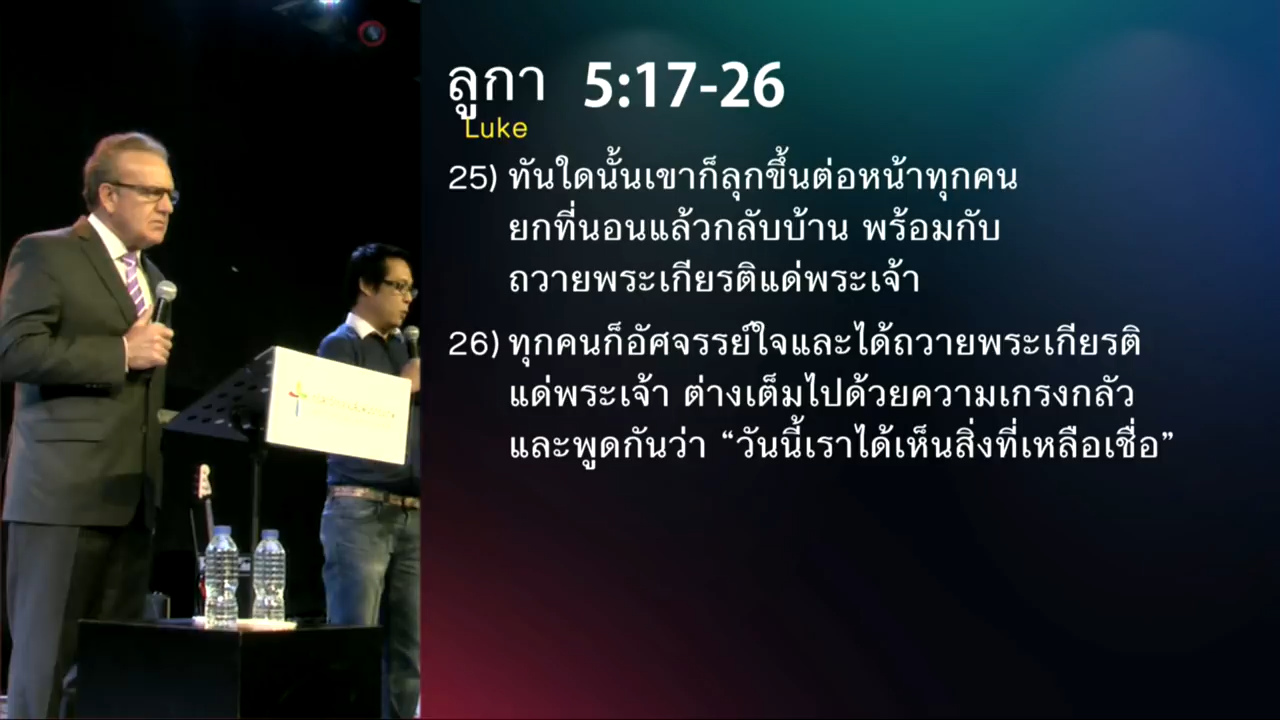 ลูกา 5:17-26
Luke
25) ทันใดนั้นเขาก็ลุกขึ้นต่อหน้าทุกคน
ยกที่นอนแล้วกลับบ้าน พร้อมกับ
ถวายพระเกียรติแด่พระเจ้า
26) ทุกคนก็อัศจรรย์ใจและได้ถวายพระเกียรติ
แด่พระเจ้า ต่างเต็มไปด้วยความเกรงกลัว
และพูดกันว่า “วันนี้เราได้เห็นสิ่งที่เหลือเชื่อ”